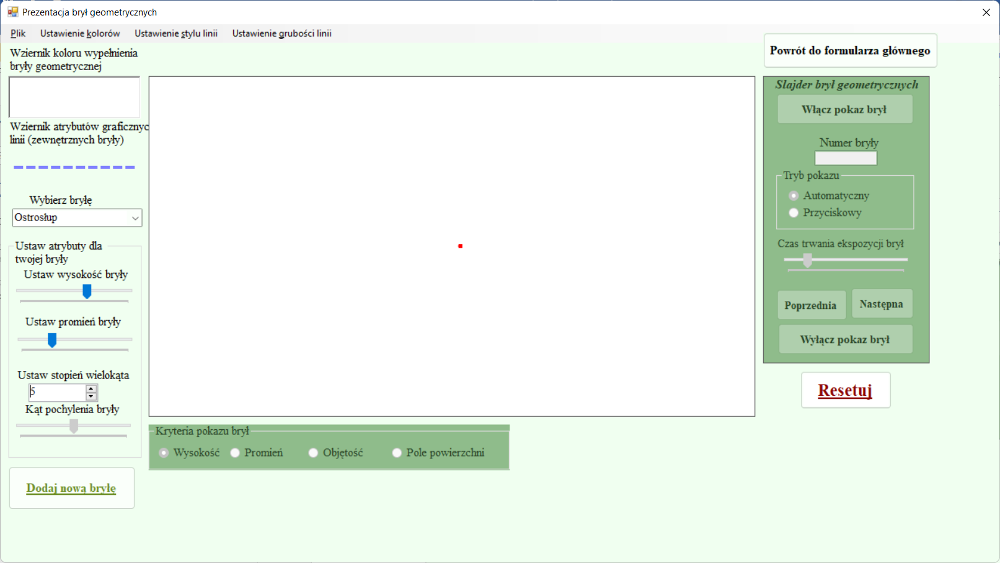 Prezentacja brył geometrycznych
Plik Ustawienie kolorów Ustawienie stylu linii Ustawienie grubości linii
Wziernik koloru wypełnienia
bryły geometrycznej
Wziernik atrybutów graficznyc
linii (zewnętrznych bryły)
Wybierz bryłę
Ostrosłup
Ustaw atrybuty dla
twojej bryły
Ustaw wysokość bryły
Ustaw promień bryły
Ustaw stopień wielokąta
5
Kąt pochylenia bryły
Dodaj nową bryłę
Kryteria pokazu brył
Wysokość Promień Objętość Pole powierzchni
Powrót do formularza głównego
Slajder brył geometrycznych
Włącz pokaz brył
Numer bryły
Tryb pokazu
Automatyczny
Przyciskowy
Czas trwania ekspozycji brył
Poprzednia Następna
Wyłącz pokaz brył
Resetuj